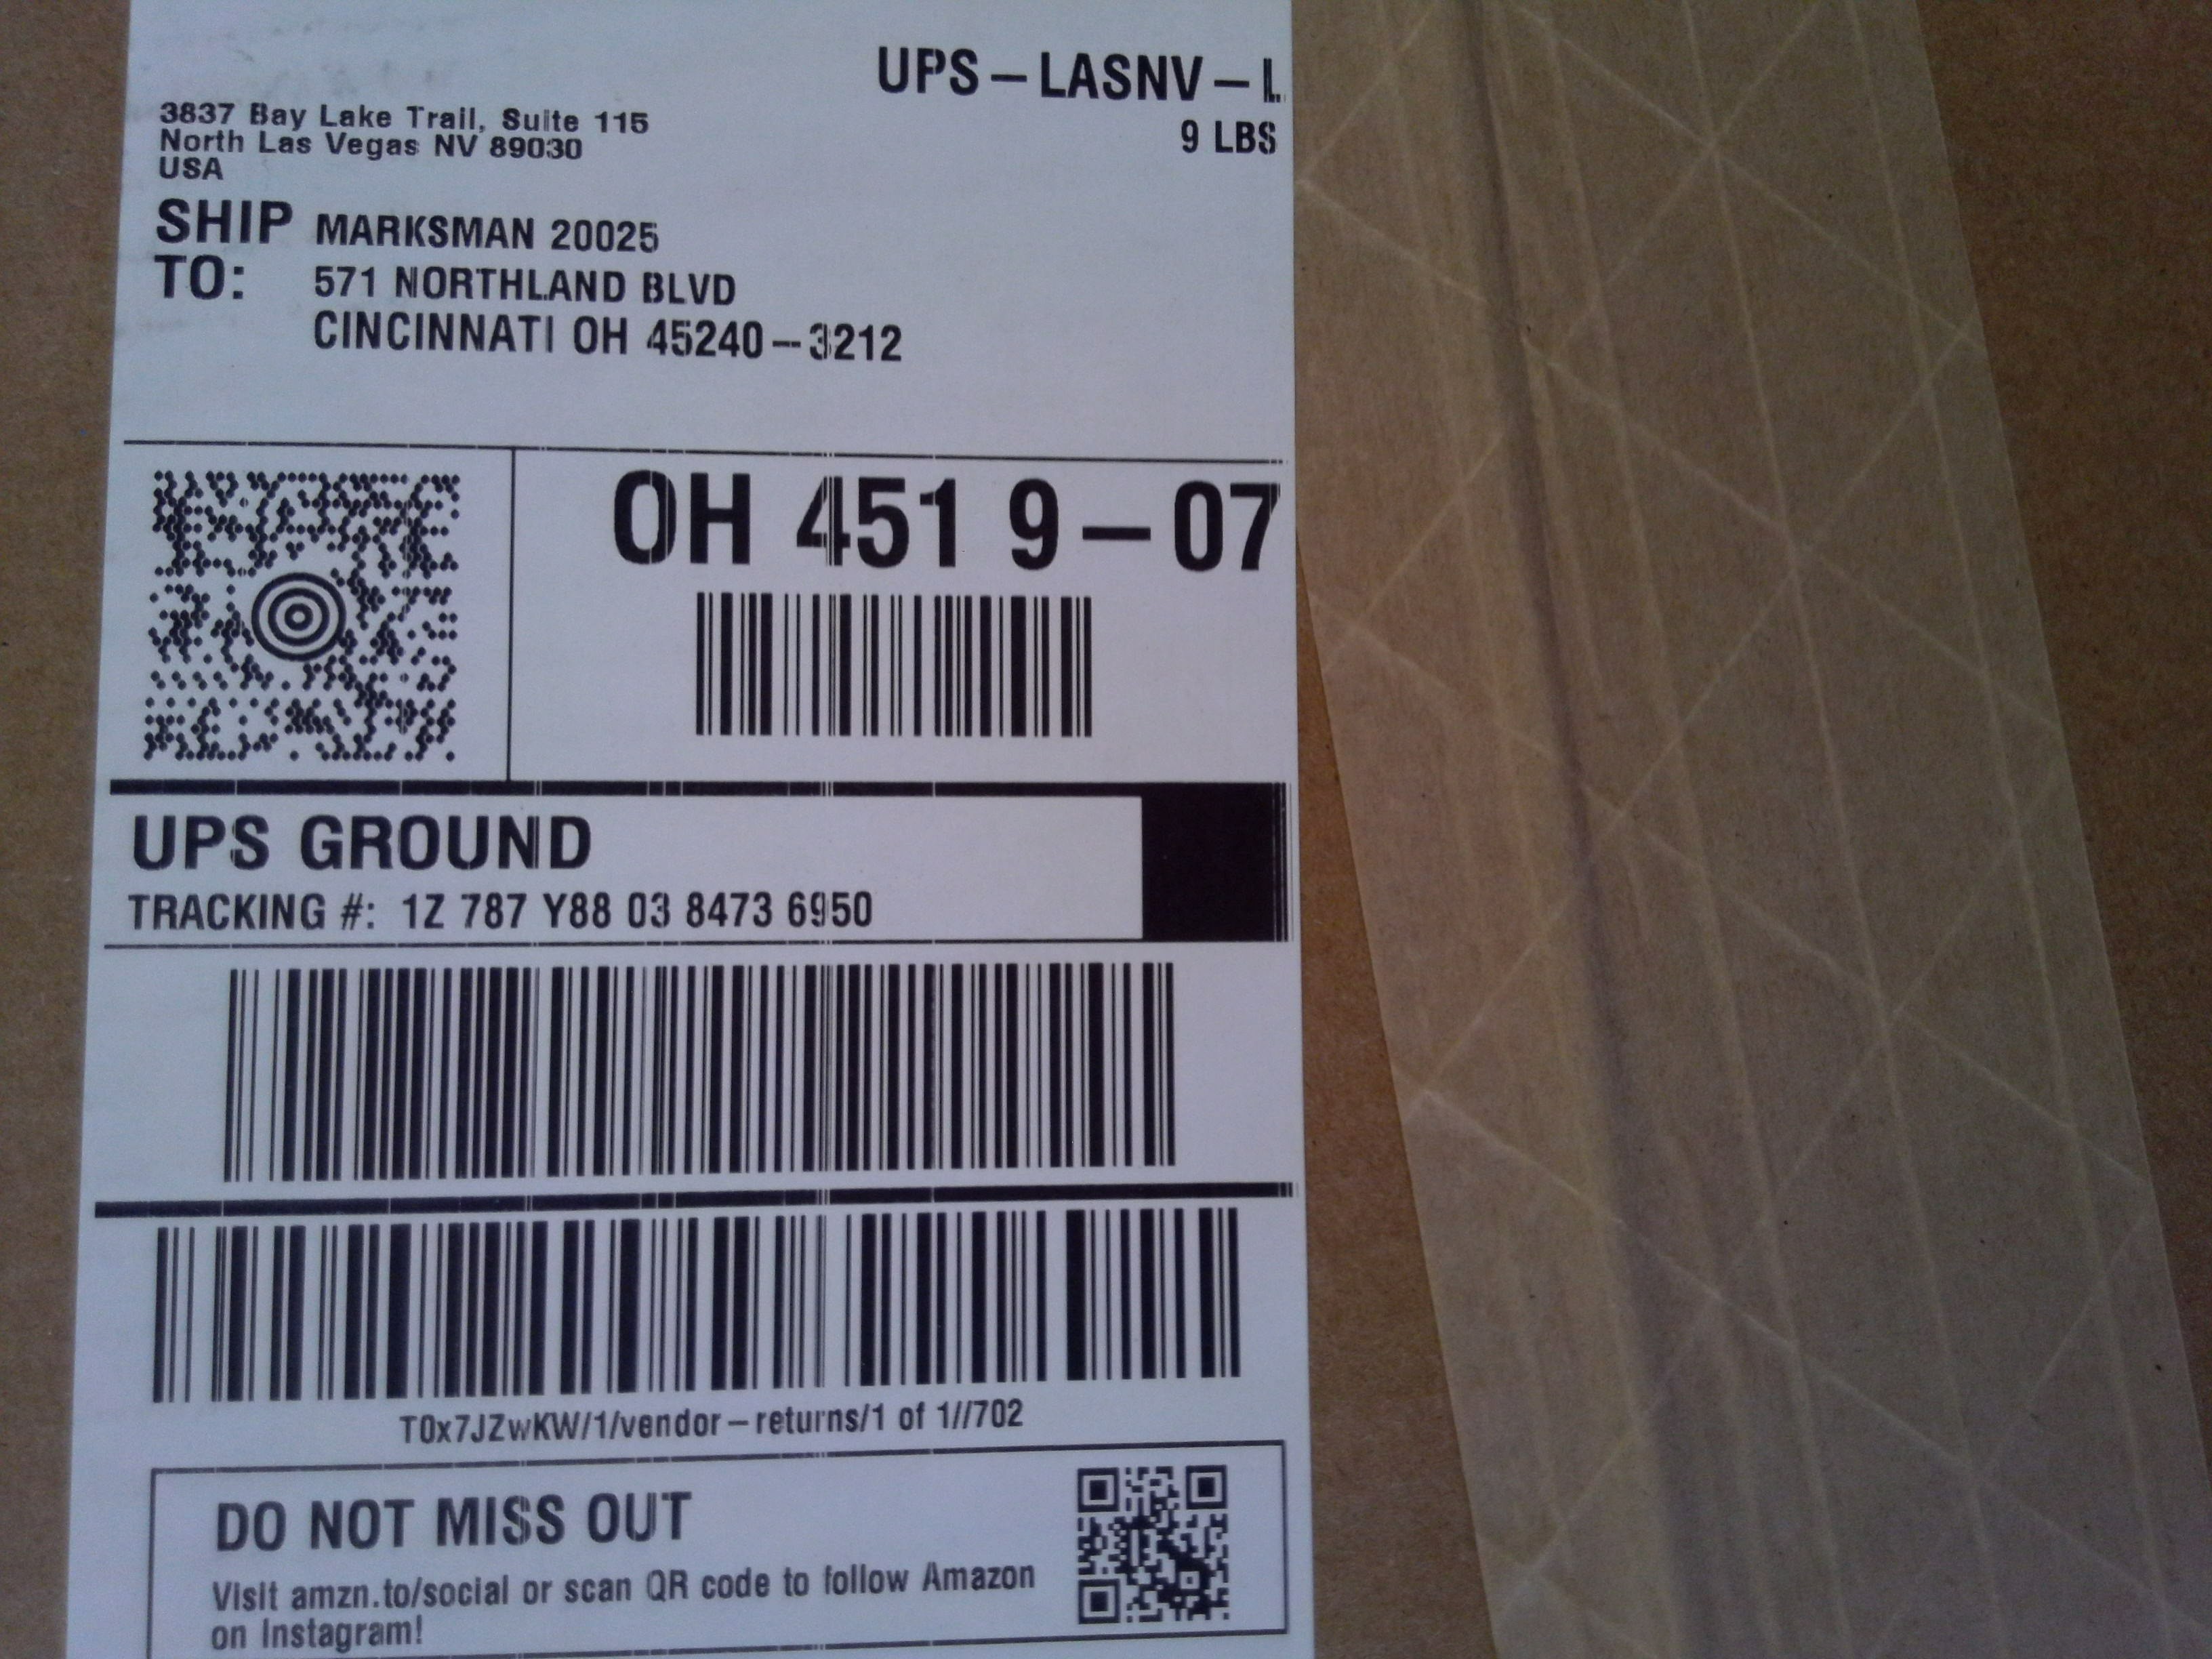 UPS – LASNV – L
3837 Bay Lake Trail, Suite 115
9 LBS
North Las Vegas NV 89030
USA
SHIP TO: MARKSMAN 20025
571 NORTHLAND BLVD
CINCINNATI OH 45240–3212
OH 451 9–07
UPS GROUND
TRACKING #: 1Z 787 Y88 03 8473 6950
T0x7JZwKW/1/vendor–returns/1 of 1//702
DO NOT MISS OUT
Visit amzn.to/social or scan QR code to follow Amazon
on Instagram!